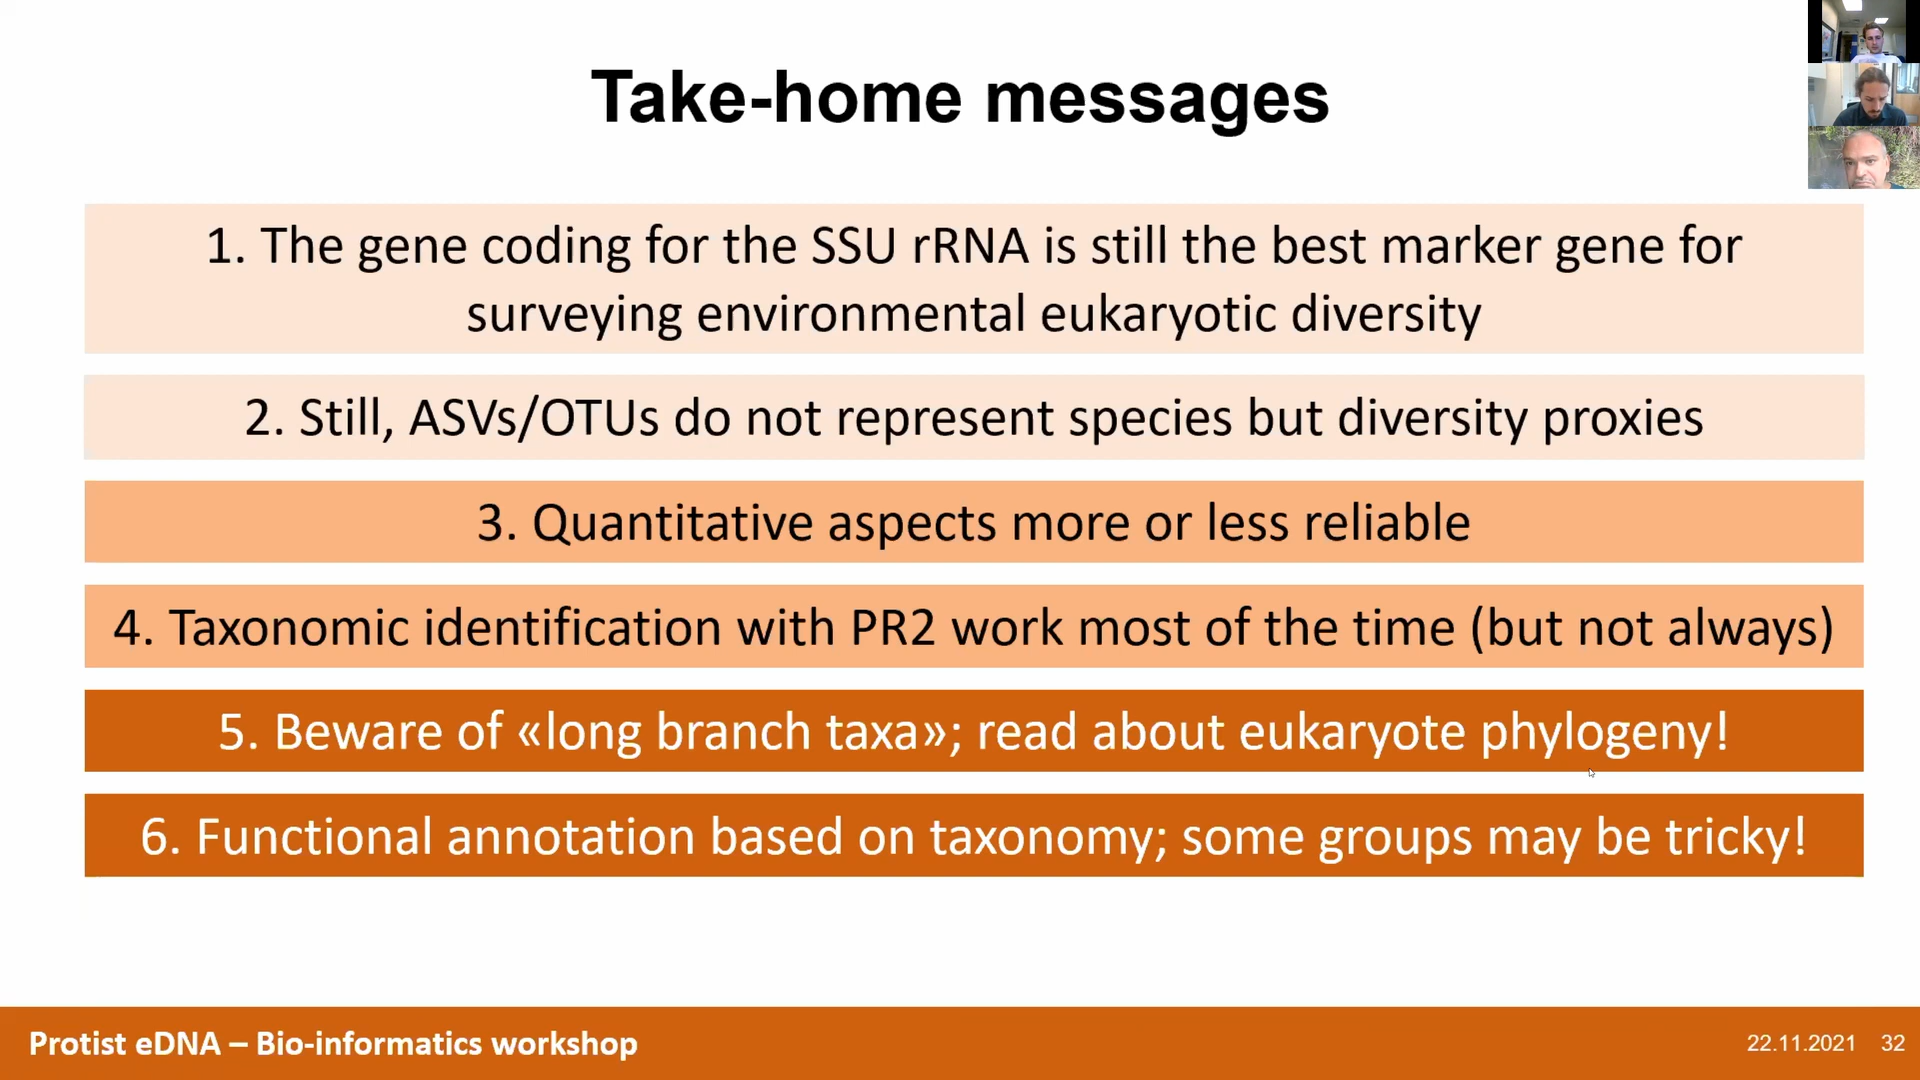 Take-home messages
1. The gene coding for the SSU rRNA is still the best marker gene for
surveying environmental eukaryotic diversity
2. Still, ASVs/OTUs do not represent species but diversity proxies
3. Quantitative aspects more or less reliable
4. Taxonomic identification with PR2 work most of the time (but not always)
5. Beware of «long branch taxa»; read about eukaryote phylogeny!
6. Functional annotation based on taxonomy; some groups may be tricky!
Protist eDNA – Bio-informatics workshop
22.11.2021 32